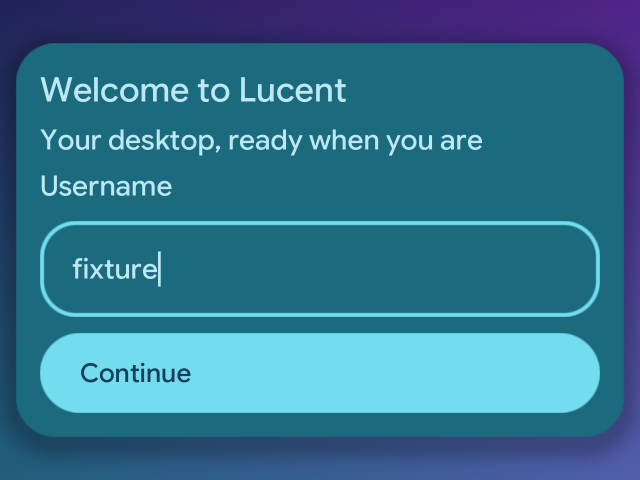 Welcome to Lucent
Your desktop, ready when you are
Username
fixture
Continue